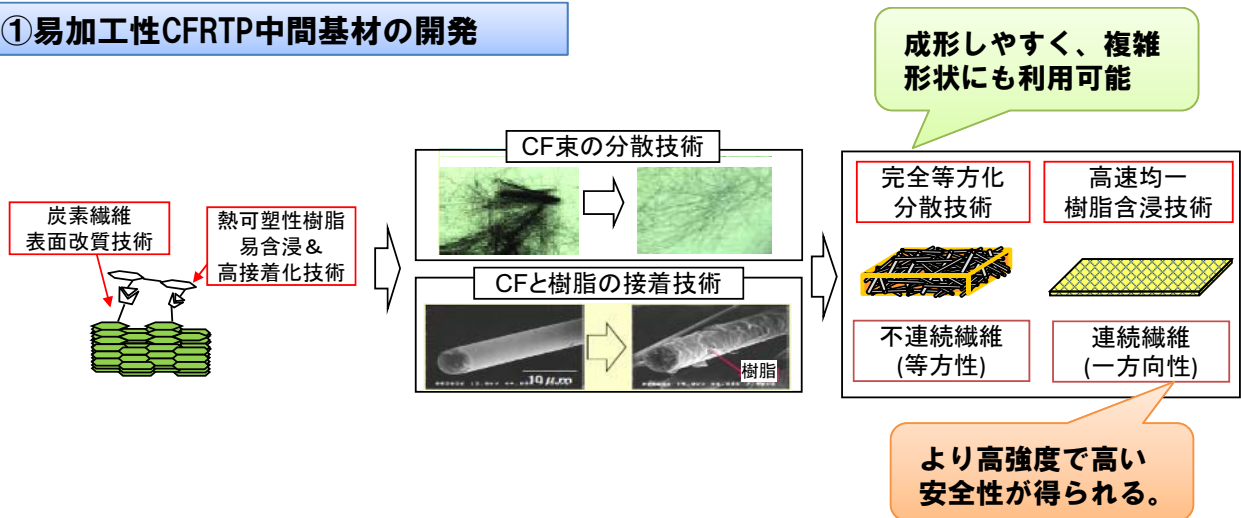 ①易加工性CFRTP中間基材の開発
成形しやすく、複雑
形状にも利用可能
炭素繊維
表面改質技術
熱可塑性樹脂
易含浸＆
高接着化技術
CF束の分散技術
CFと樹脂の接着技術
10μm
樹脂
完全等方化
分散技術
高速均一
樹脂含浸技術
不連続繊維
(等方性)
連続繊維
(一方向性)
より高強度で高い
安全性が得られる。